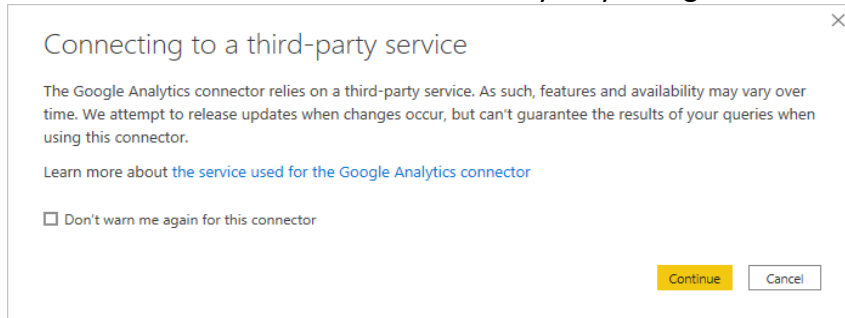 Connecting to a third-party service
The Google Analytics connector relies on a third-party service. As such, features and availability may vary over
time. We attempt to release updates when changes occur, but can't guarantee the results of your queries when
using this connector.
Learn more about the service used for the Google Analytics connector
Don't warn me again for this connector
Continue Cancel